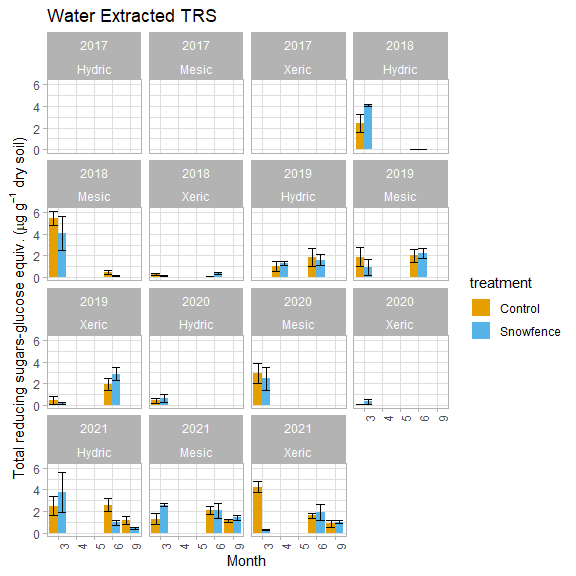 Water Extracted TRS
2017 2017 2017 2018
Hydric Mesic Xeric Hydric
6
4
2
0
2018 2018 2019 2019
Mesic Xeric Hydric Mesic
6
4
2
0
2019 2020 2020 2020
Xeric Hydric Mesic Xeric
6
4
2
0
3 5 6 9
2021 2021 2021
Hydric Mesic Xeric
6
4
2
0
3 5 6 9 3 5 6 9 3 5 6 9
Month
Total reducing sugars-glucose equiv. (μg g⁻¹ dry soil)
treatment
Control
Snowfence